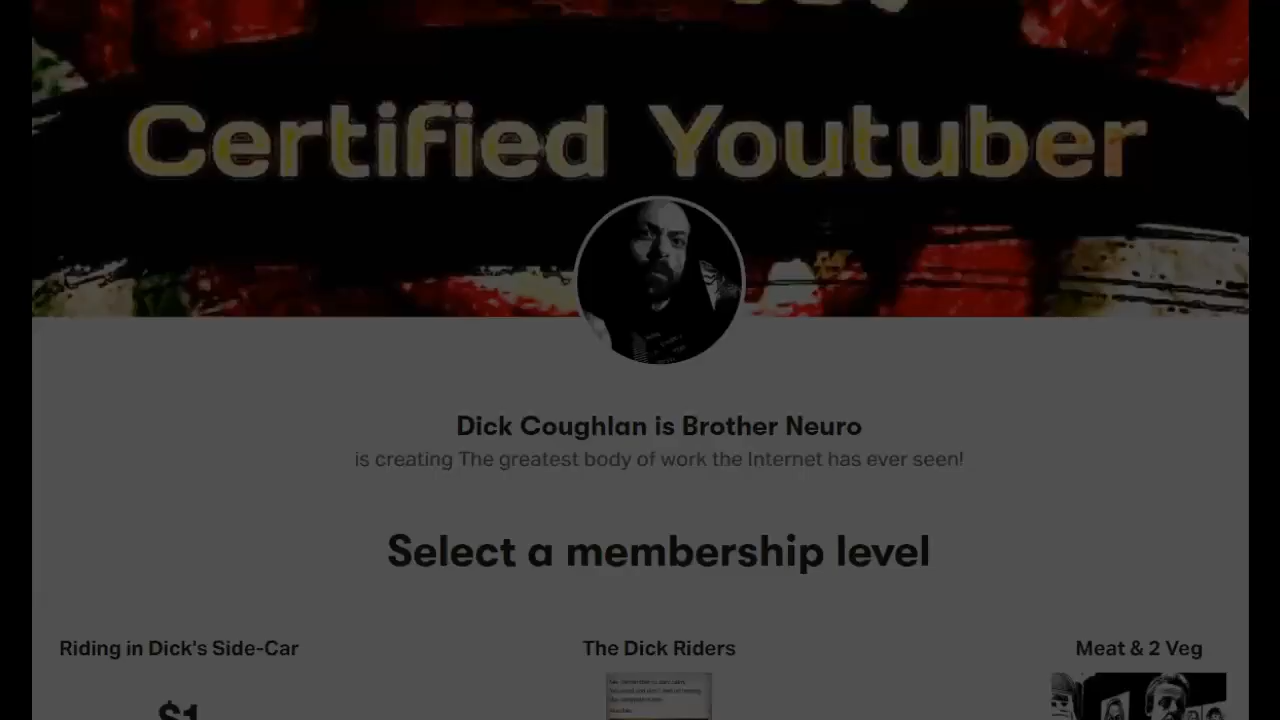 Certified Youtuber
Dick Coughlan is Brother Neuro
is creating The greatest body of work the Internet has ever seen!
Select a membership level
Riding in Dick's Side-Car
The Dick Riders
Meat & 2 Veg
$1